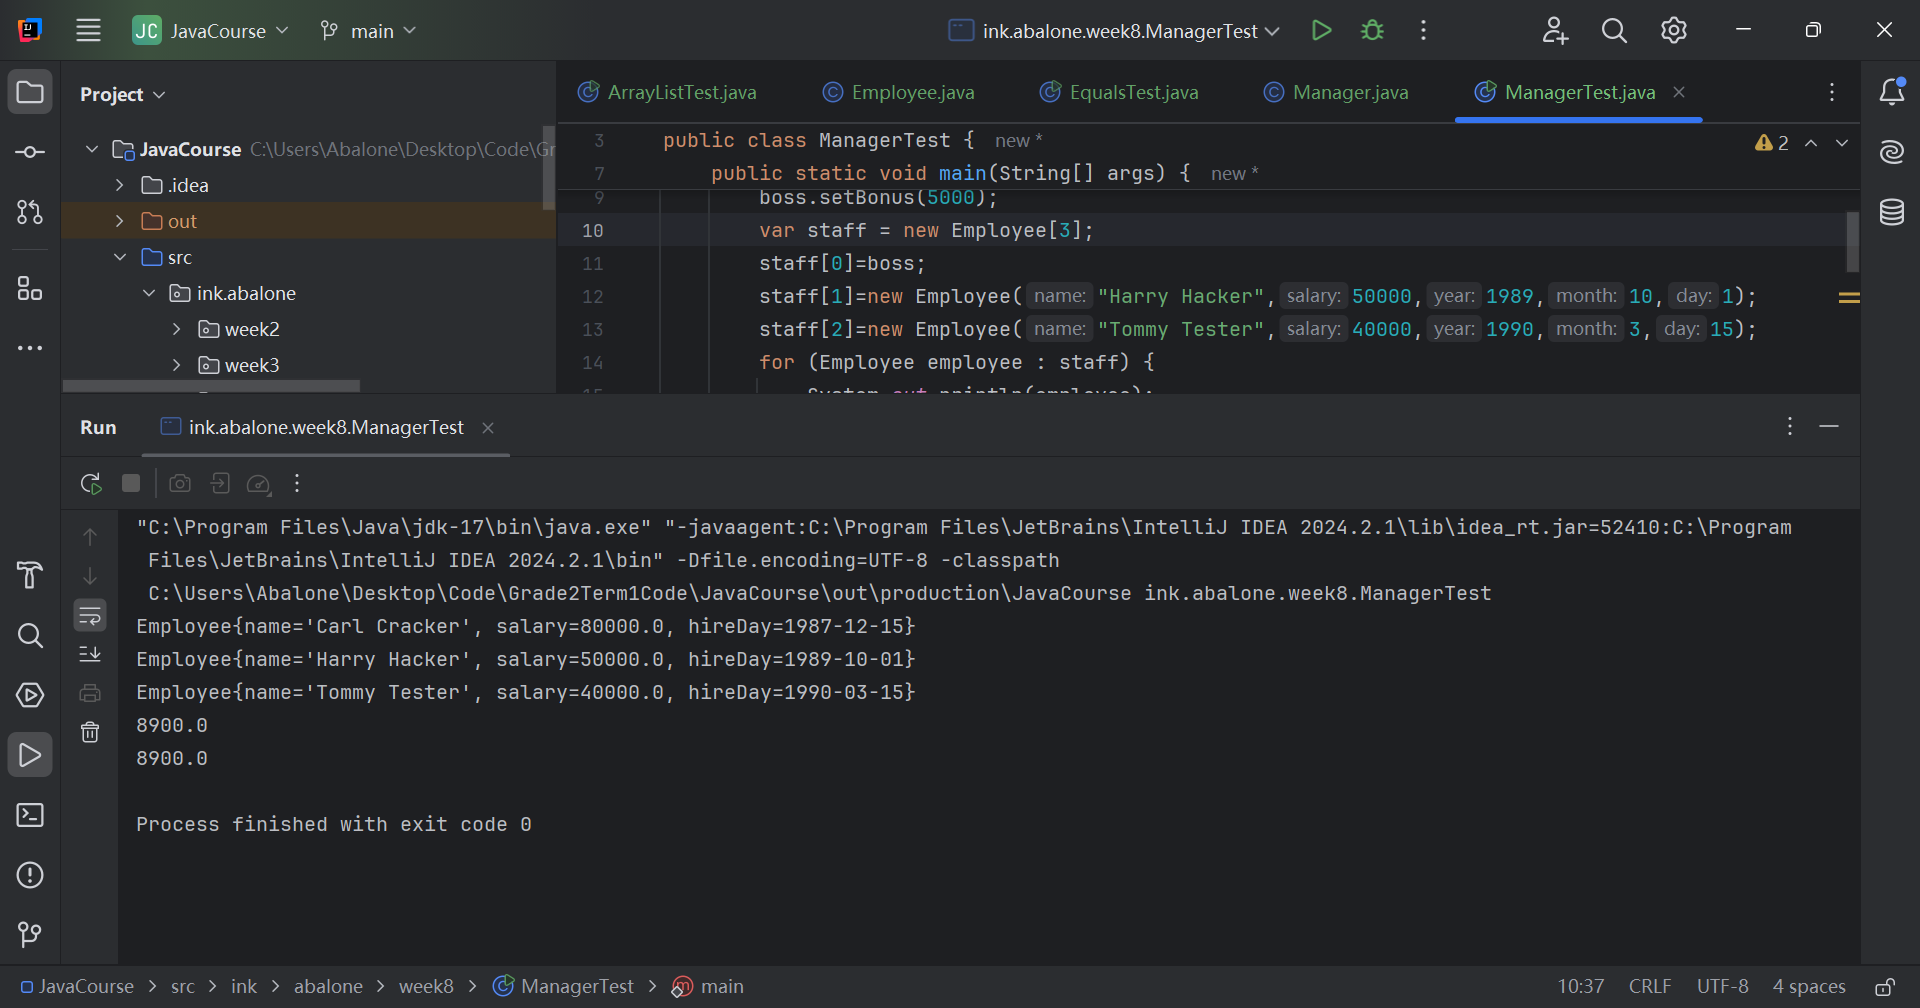 JC JavaCourse main ink.abalone.week8.ManagerTest
Project
JavaCourse C:\Users\Abalone\Desktop\Code\Gr
.idea
out
src
ink.abalone
week2
week3
ArrayListTest.java Employee.java EqualsTest.java Manager.java ManagerTest.java
3 public class ManagerTest { new *
2
7 public static void main(String[] args) { new *
9 boss.setBonus(5000);
10 var staff = new Employee[3];
11 staff[0]=boss;
12 staff[1]=new Employee( name: "Harry Hacker", salary: 50000, year: 1989, month: 10, day: 1);
13 staff[2]=new Employee( name: "Tommy Tester", salary: 40000, year: 1990, month: 3, day: 15);
14 for (Employee employee : staff) {
15 System.out.println(employee);
Run ink.abalone.week8.ManagerTest
"C:\Program Files\Java\jdk-17\bin\java.exe" "-javaagent:C:\Program Files\JetBrains\IntelliJ IDEA 2024.2.1\lib\idea_rt.jar=52410:C:\Program
Files\JetBrains\IntelliJ IDEA 2024.2.1\bin" -Dfile.encoding=UTF-8 -classpath
C:\Users\Abalone\Desktop\Code\Grade2Term1Code\JavaCourse\out\production\JavaCourse ink.abalone.week8.ManagerTest
Employee{name='Carl Cracker', salary=80000.0, hireDay=1987-12-15}
Employee{name='Harry Hacker', salary=50000.0, hireDay=1989-10-01}
Employee{name='Tommy Tester', salary=40000.0, hireDay=1990-03-15}
8900.0
8900.0
Process finished with exit code 0
JavaCourse > src > ink > abalone > week8 > ManagerTest > main
10:37 CRLF UTF-8 4 spaces